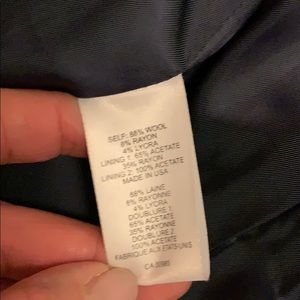 SELF: 88% WOOL
8% RAYON
4% LYCRA
LINING 1: 65% ACETATE
35% RAYON
LINING 2: 100% ACETATE
MADE IN USA
88% LAINE
8% RAYONNE
4% LYCRA
DOUBLURE 1:
65% ACETATE
35% RAYONNE
DOUBLURE 2:
100% ACETATE
FABRIQUE AUX ETATS-UNIS
CA